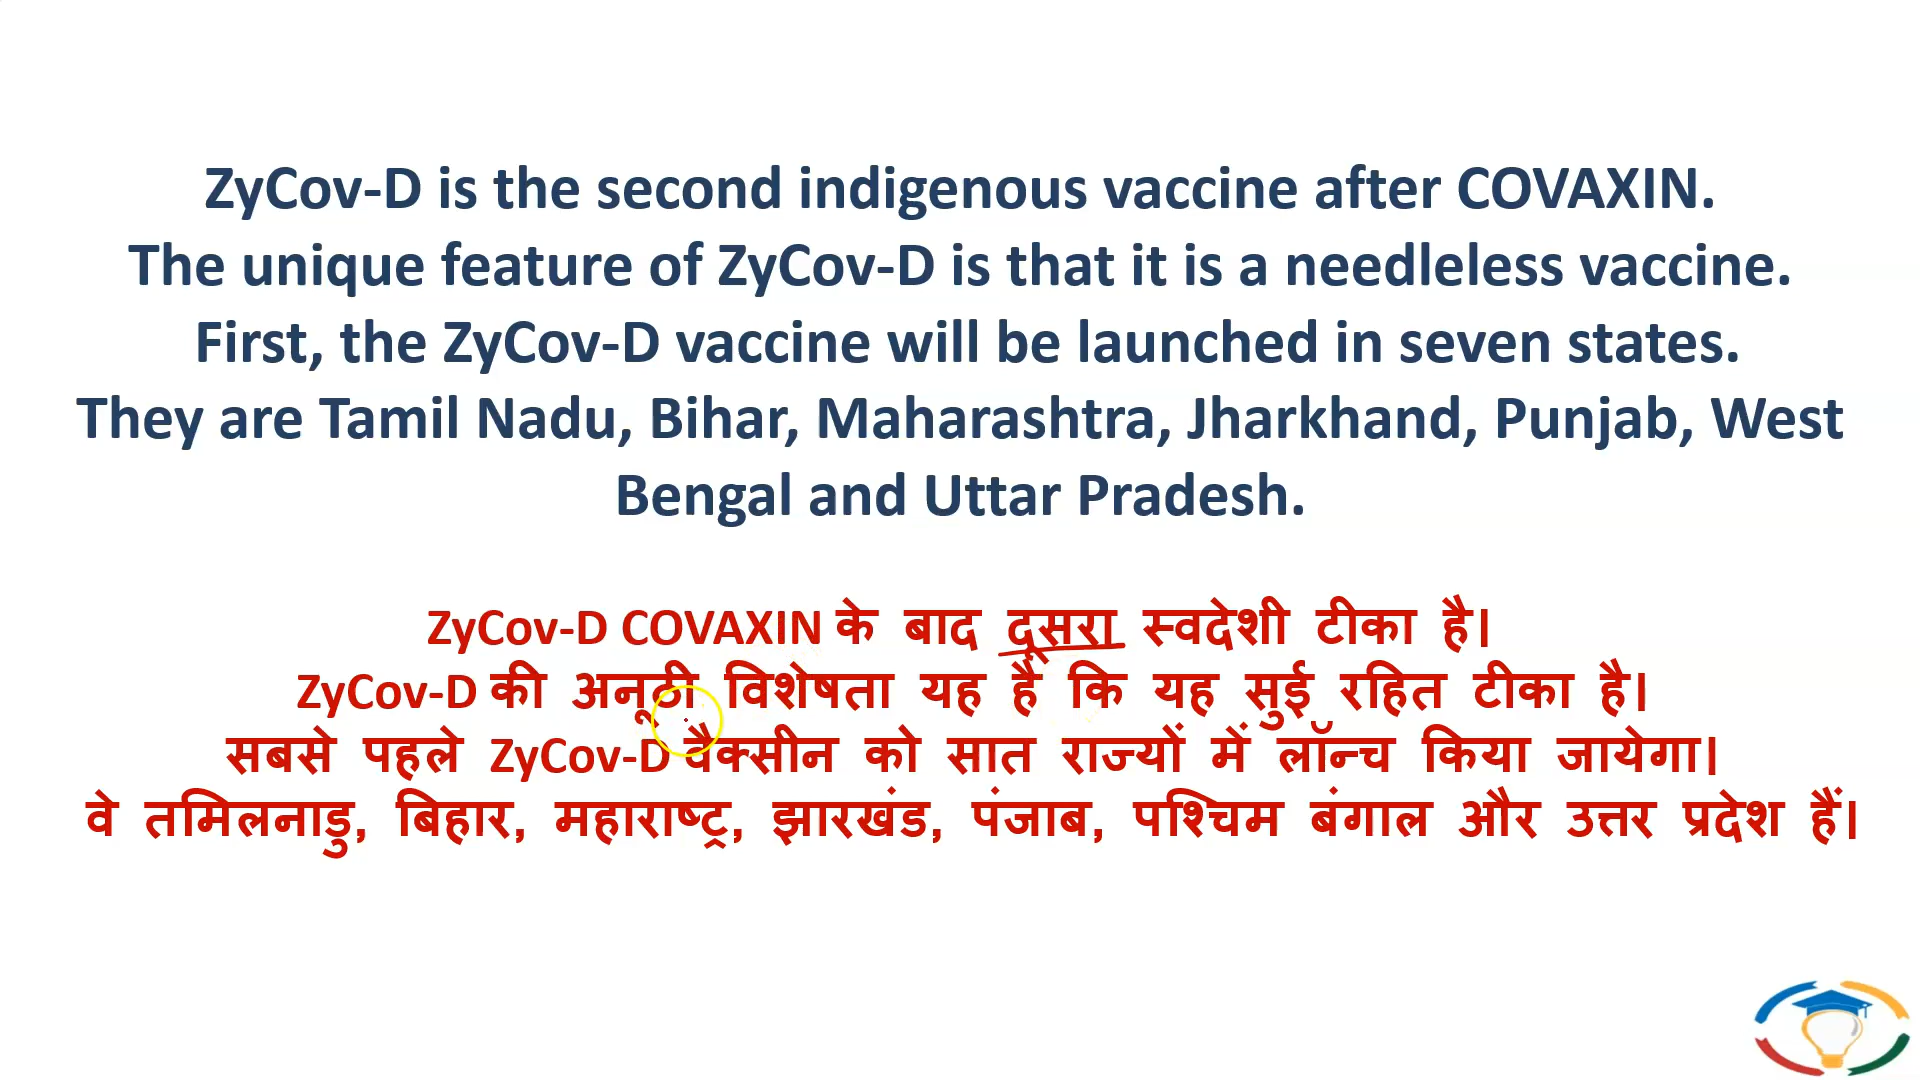 ZyCov-D is the second indigenous vaccine after COVAXIN.
The unique feature of ZyCov-D is that it is a needleless vaccine.
First, the ZyCov-D vaccine will be launched in seven states.
They are Tamil Nadu, Bihar, Maharashtra, Jharkhand, Punjab, West
Bengal and Uttar Pradesh.
ZyCov-D COVAXIN के बाद दूसरा स्वदेशी टीका है।
ZyCov-D की अनूठी विशेषता यह है कि यह सुई रहित टीका है।
सबसे पहले ZyCov-D वैक्सीन को सात राज्यों में लॉन्च किया जायेगा।
वे तमिलनाडु, बिहार, महाराष्ट्र, झारखंड, पंजाब, पश्चिम बंगाल और उत्तर प्रदेश हैं।